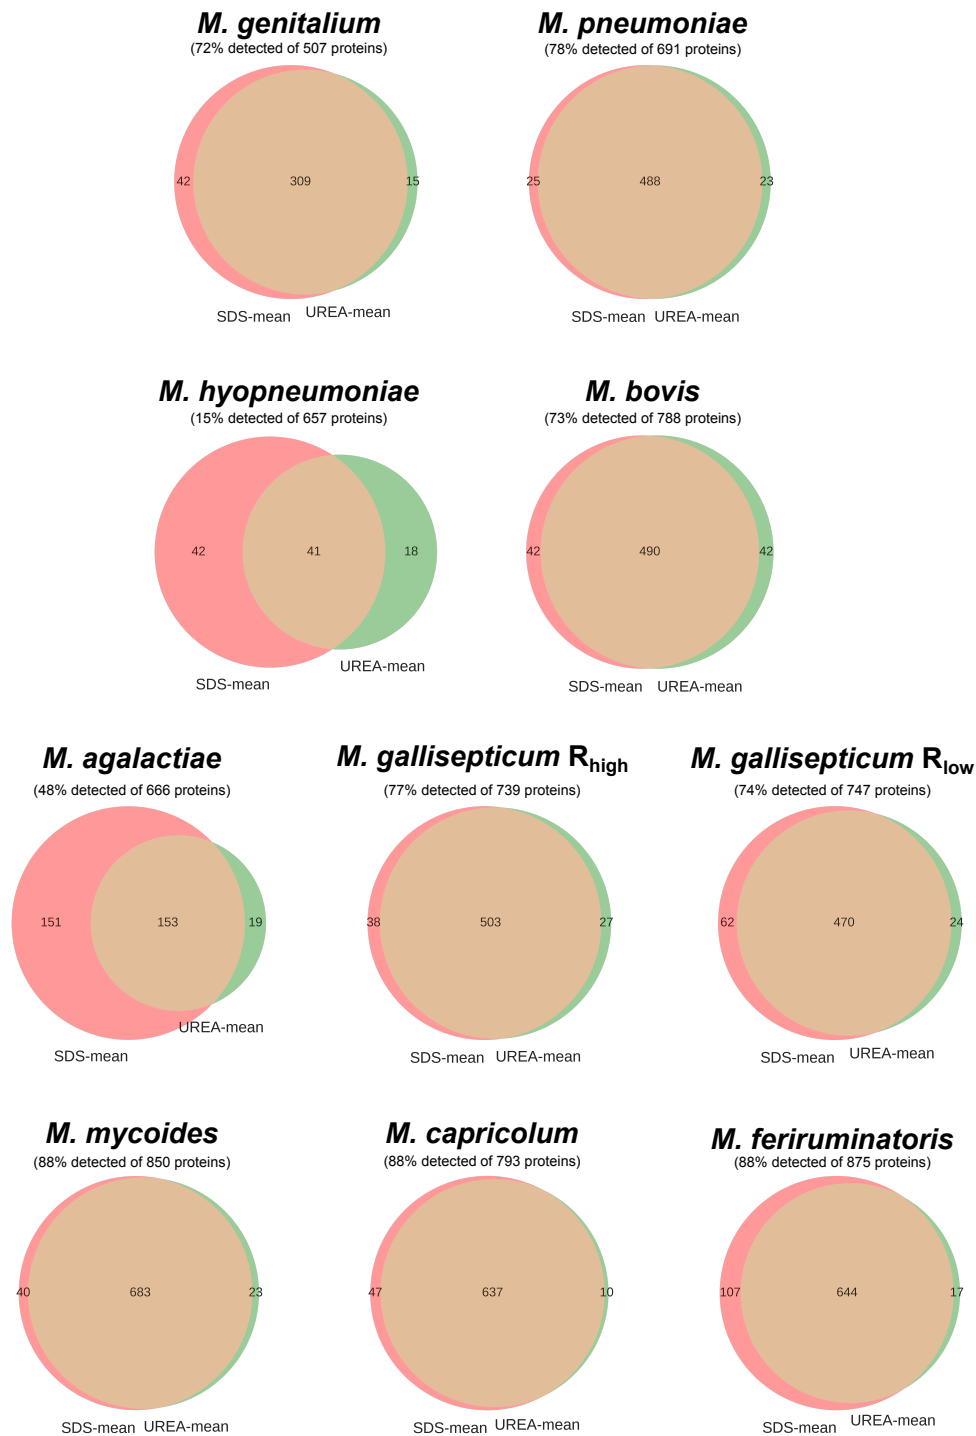 M. genitalium
(72% detected of 507 proteins)
42
309
15
SDS-mean
UREA-mean
M. pneumoniae
(78% detected of 691 proteins)
25
488
23
SDS-mean
UREA-mean
M. hyopneumoniae
(15% detected of 657 proteins)
42
41
18
UREA-mean
SDS-mean
M. bovis
(73% detected of 788 proteins)
42
490
42
SDS-mean
UREA-mean
M. agalactiae
(48% detected of 666 proteins)
151
153
19
UREA-mean
SDS-mean
M. gallisepticum Rhigh
(77% detected of 739 proteins)
38
503
27
SDS-mean
UREA-mean
M. gallisepticum Rlow
(74% detected of 747 proteins)
62
470
24
SDS-mean
UREA-mean
M. mycoides
(88% detected of 850 proteins)
40
683
23
SDS-mean
UREA-mean
M. capricolum
(88% detected of 793 proteins)
47
637
10
SDS-mean
UREA-mean
M. feriruminatoris
(88% detected of 875 proteins)
107
644
17
SDS-mean
UREA-mean